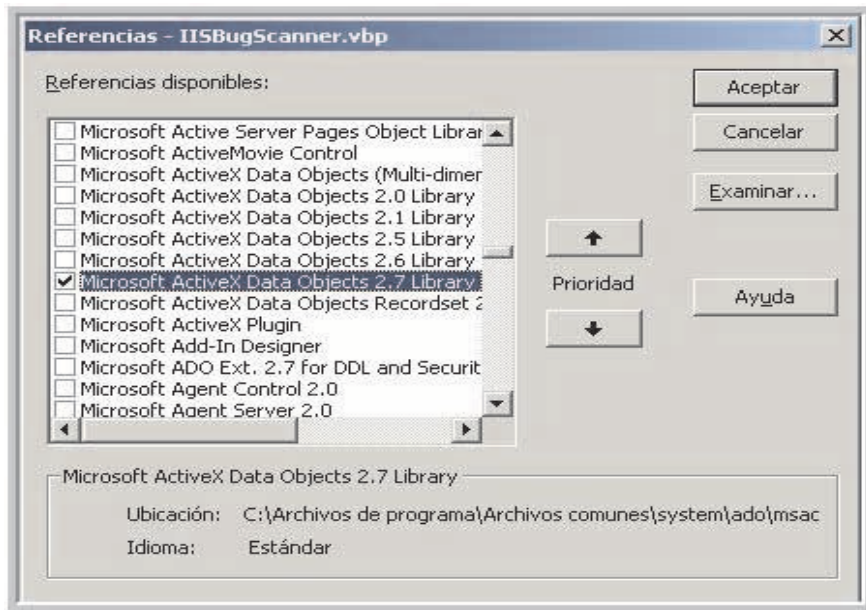 Referencias - IISBugScanner.vbp
Referencias disponibles:
Microsoft Active Server Pages Object Librar
Microsoft ActiveMovie Control
Microsoft ActiveX Data Objects (Multi-dimer
Microsoft ActiveX Data Objects 2.0 Library
Microsoft ActiveX Data Objects 2.1 Library
Microsoft ActiveX Data Objects 2.5 Library
Microsoft ActiveX Data Objects 2.6 Library
Microsoft ActiveX Data Objects 2.7 Library
Microsoft ActiveX Data Objects Recordset 2
Microsoft ActiveX Plugin
Microsoft Add-In Designer
Microsoft ADO Ext. 2.7 for DDL and Securit
Microsoft Agent Control 2.0
Microsoft Agent Server 2.0
Prioridad
Aceptar
Cancelar
Examinar...
Ayuda
Microsoft ActiveX Data Objects 2.7 Library
Ubicación: C:\Archivos de programa\Archivos comunes\system\ado\msac
Idioma: Estándar